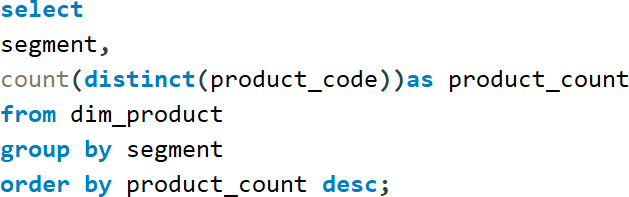 select
segment,
count(distinct(product_code))as product_count
from dim_product
group by segment
order by product_count desc;